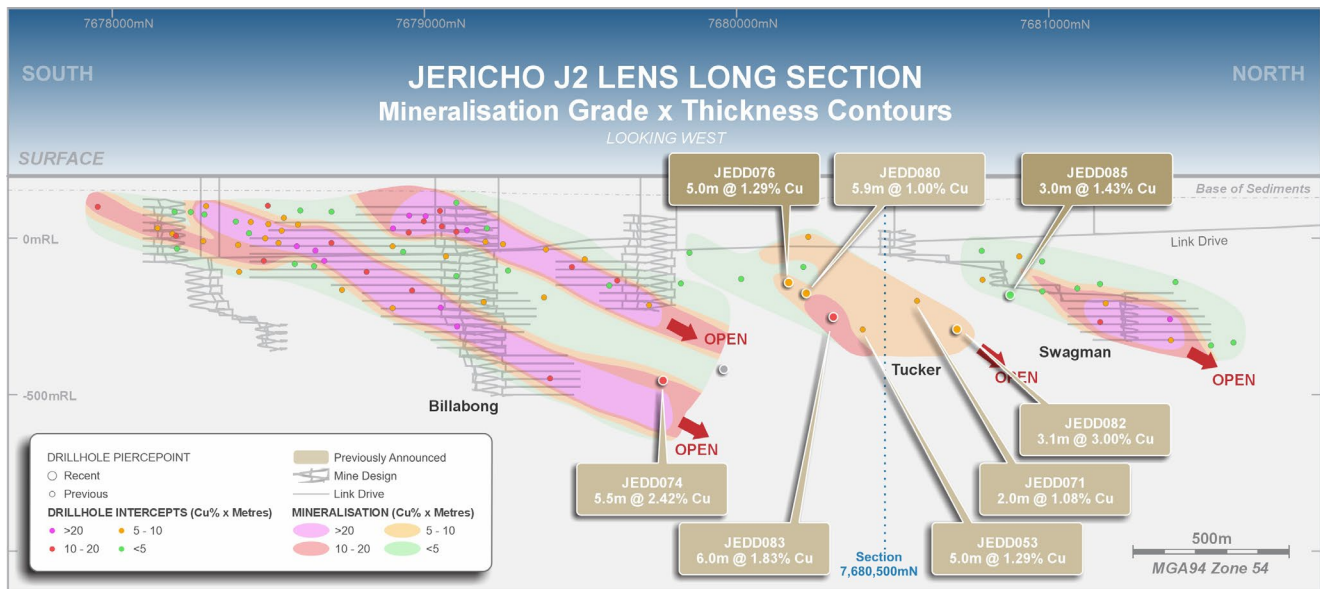 7678000mN
7679000mN
7680000mN
7681000mN
SOUTH
JERICHO J2 LENS LONG SECTION
NORTH
Mineralisation Grade x Thickness Contours
LOOKING WEST
SURFACE
JEDD076
5.0m @ 1.29% Cu
JEDD080
5.9m @ 1.00% Cu
JEDD085
3.0m @ 1.43% Cu
Base of Sediments
0mRL
Link Drive
OPEN
Swagman
Tucker
OPEN
OPEN
-500mRL
Billabong
OPEN
JEDD082
3.1m @ 3.00% Cu
JEDD074
5.5m @ 2.42% Cu
JEDD071
2.0m @ 1.08% Cu
JEDD083
6.0m @ 1.83% Cu
JEDD053
5.0m @ 1.29% Cu
Section
7,680,500mN
500m
MGA94 Zone 54
DRILLHOLE PIERCEPOINT
Recent
Previous
DRILLHOLE INTERCEPTS (Cu% x Metres)
>20
5 - 10
10 - 20
<5
Previously Announced
Mine Design
Link Drive
MINERALISATION (Cu% x Metres)
>20
5 - 10
10 - 20
<5